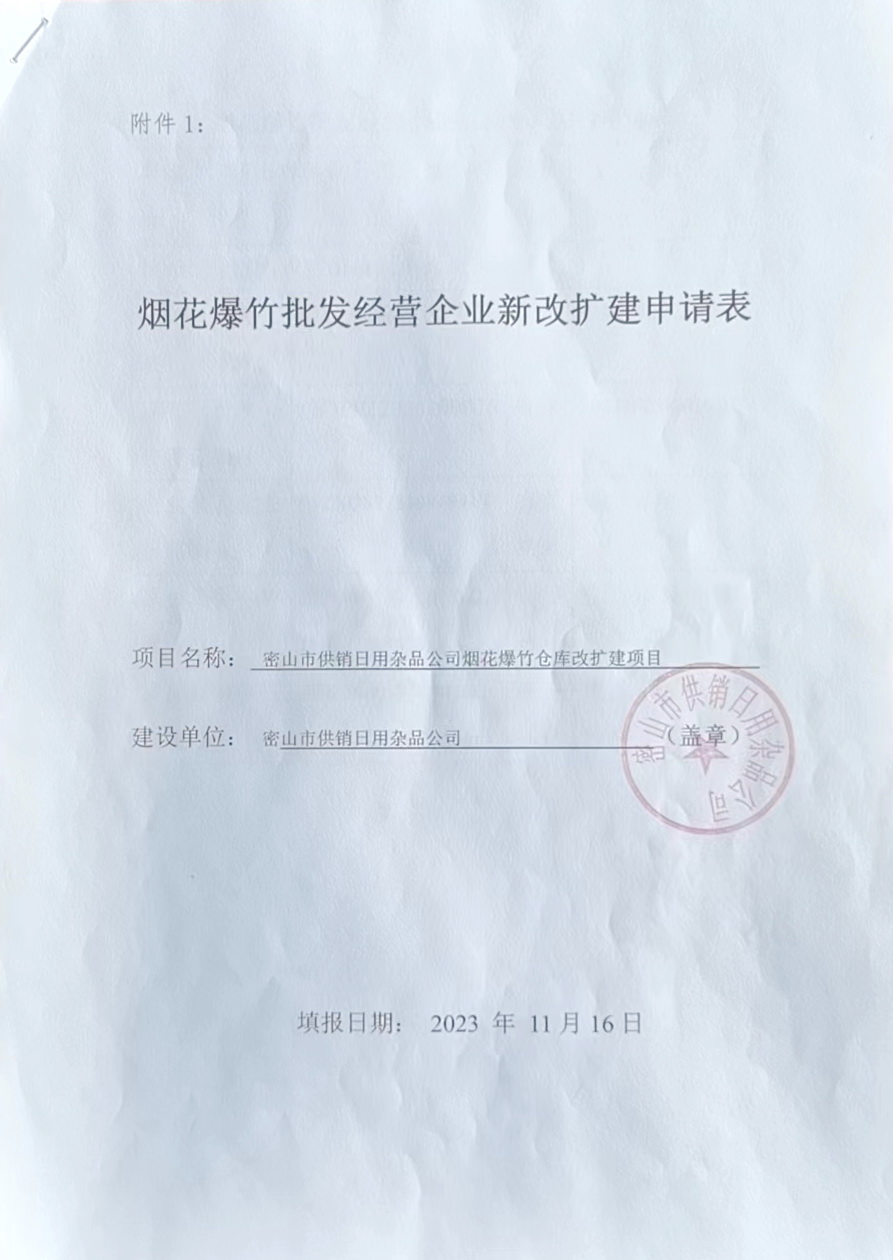 附件 1：
烟花爆竹批发经营企业新改扩建申请表
项目名称： 密山市供销日用杂品公司烟花爆竹仓库改扩建项目
建设单位： 密山市供销日用杂品公司 （盖章）
密山市供销日用杂品公司
填报日期： 2023 年 11 月 16 日